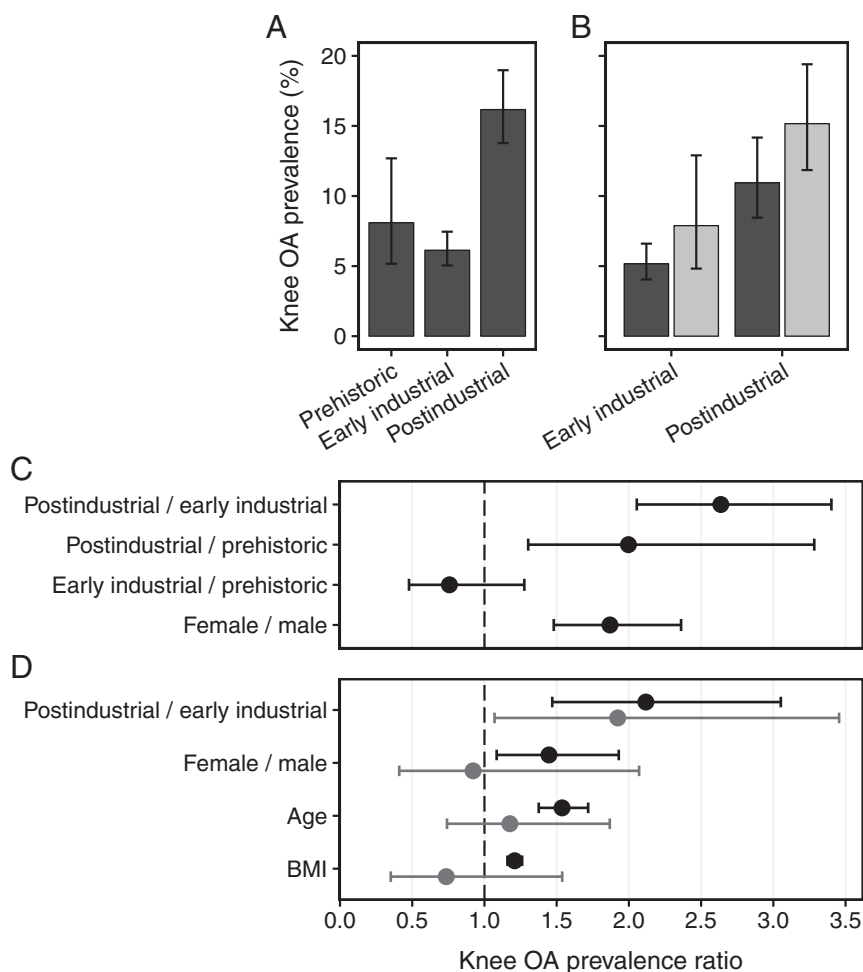 A
B
Knee OA prevalence (%)
20
15
10
5
0
Prehistoric
Early industrial
Postindustrial
Early industrial
Postindustrial
C
Postindustrial / early industrial
Postindustrial / prehistoric
Early industrial / prehistoric
Female / male
D
Postindustrial / early industrial
Female / male
Age
BMI
0.0 0.5 1.0 1.5 2.0 2.5 3.0 3.5
Knee OA prevalence ratio